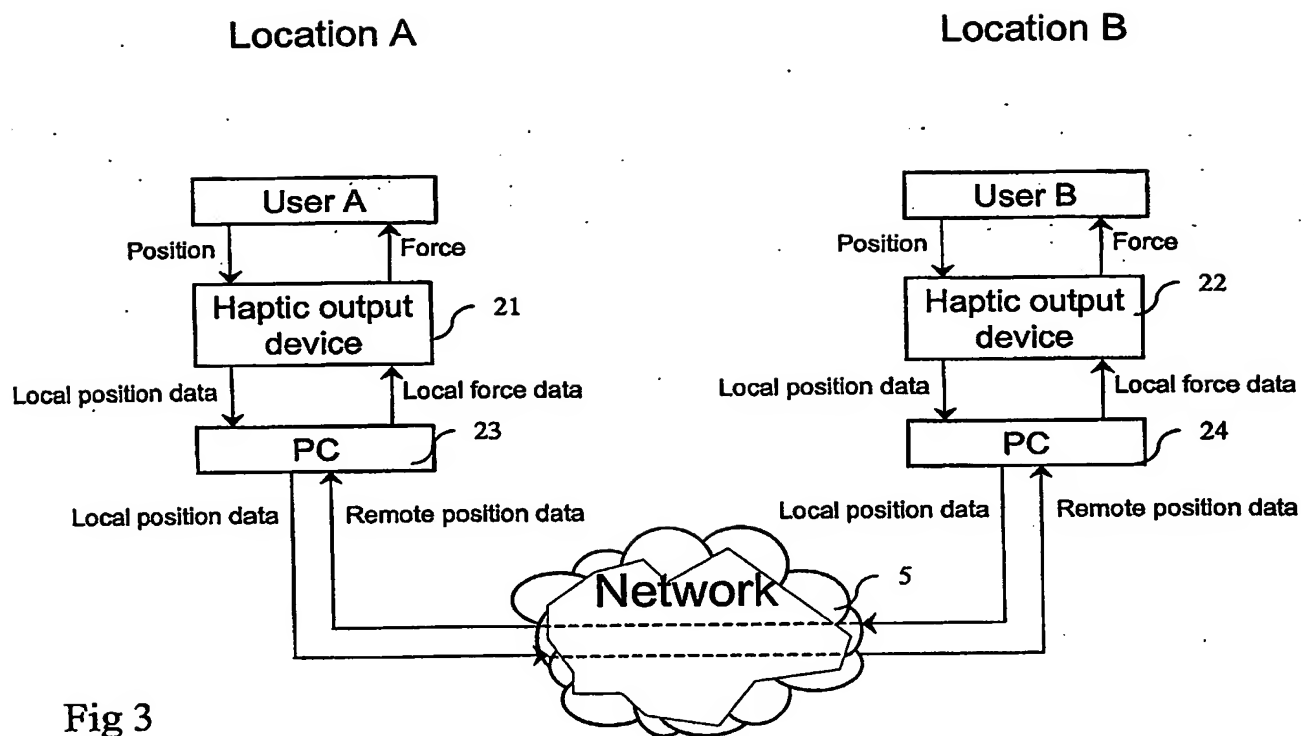 Location A
Location B
User A
User B
Position
Force
Position
Force
Haptic output
device
21
Haptic output
device
22
Local position data
Local force data
Local position data
Local force data
PC
23
PC
24
Local position data
Remote position data
Local position data
Remote position data
Network
5
Fig 3